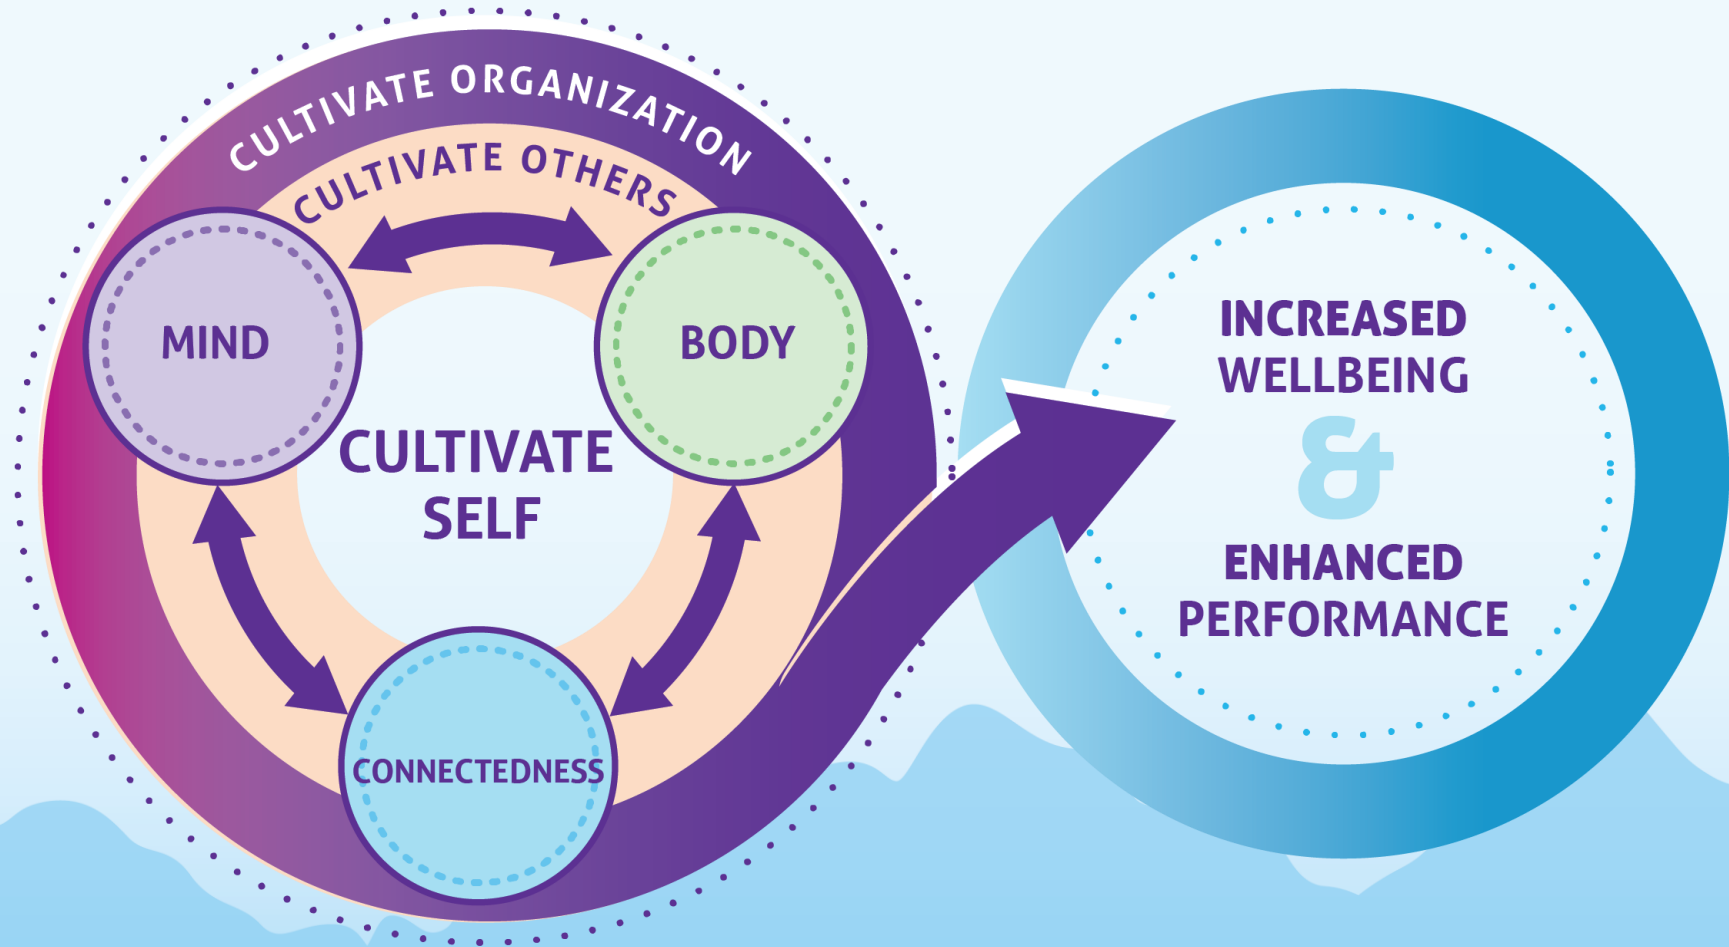 CULTIVATE ORGANIZATION
CULTIVATE OTHERS
MIND
BODY
CULTIVATE
SELF
CONNECTEDNESS
INCREASED
WELLBEING
&
ENHANCED
PERFORMANCE